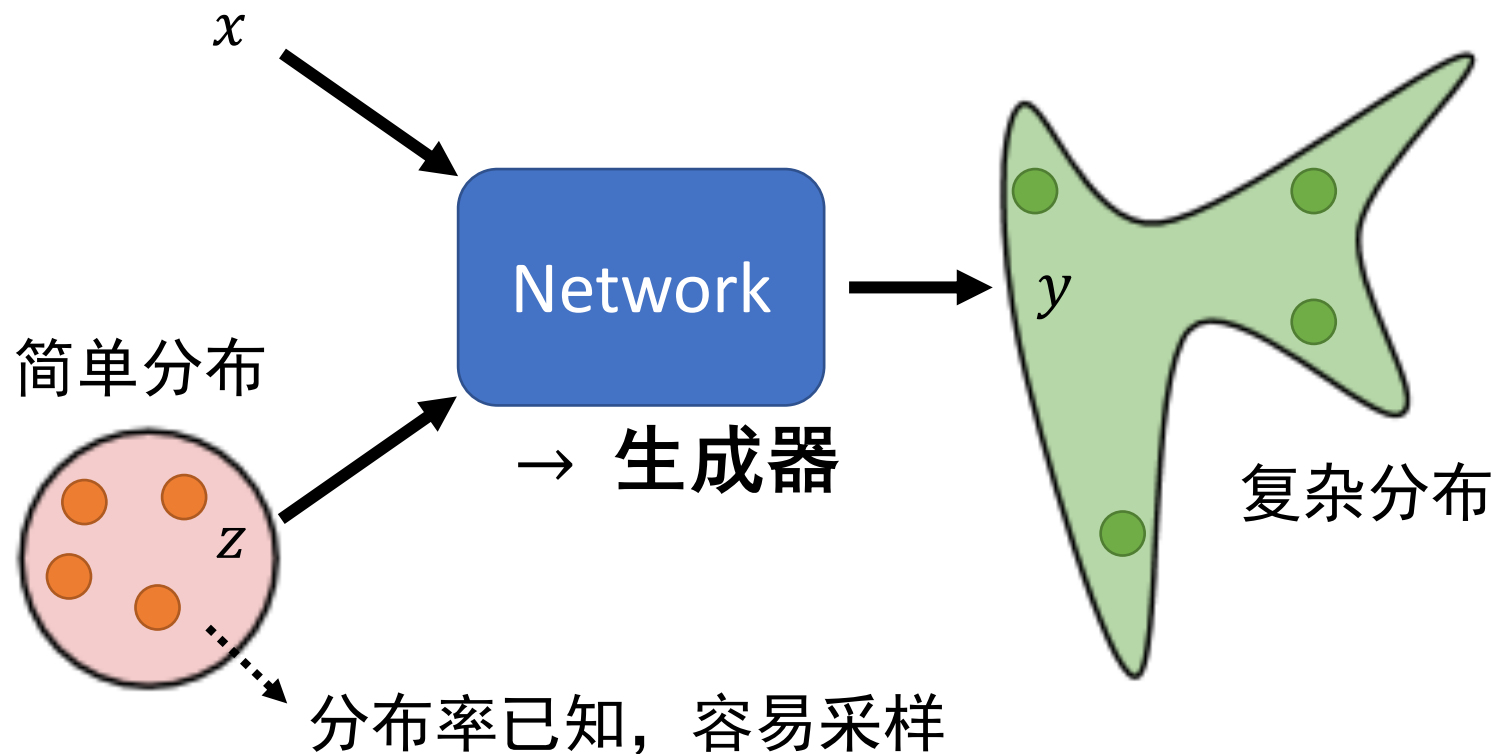 x
Network
y
简单分布
→ 生成器
z
复杂分布
分布率已知，容易采样